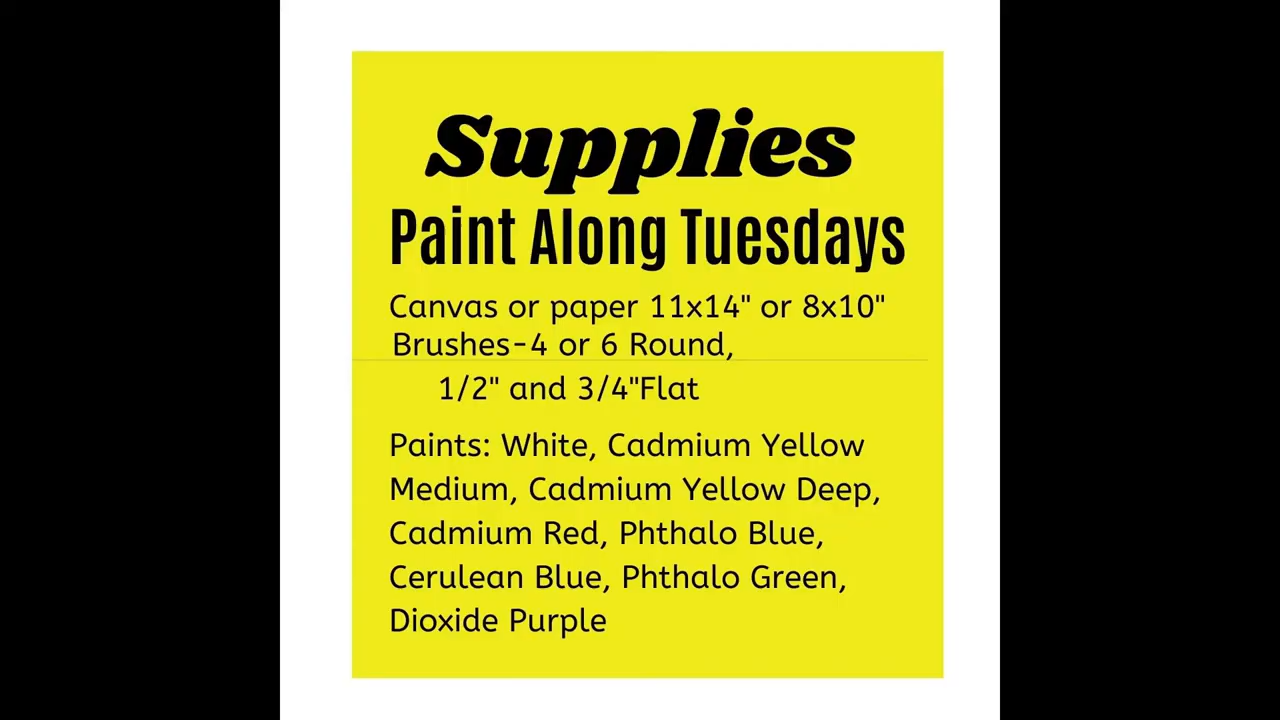 Supplies
Paint Along Tuesdays
Canvas or paper 11x14" or 8x10"
Brushes-4 or 6 Round,
1/2" and 3/4"Flat
Paints: White, Cadmium Yellow
Medium, Cadmium Yellow Deep,
Cadmium Red, Phthalo Blue,
Cerulean Blue, Phthalo Green,
Dioxide Purple